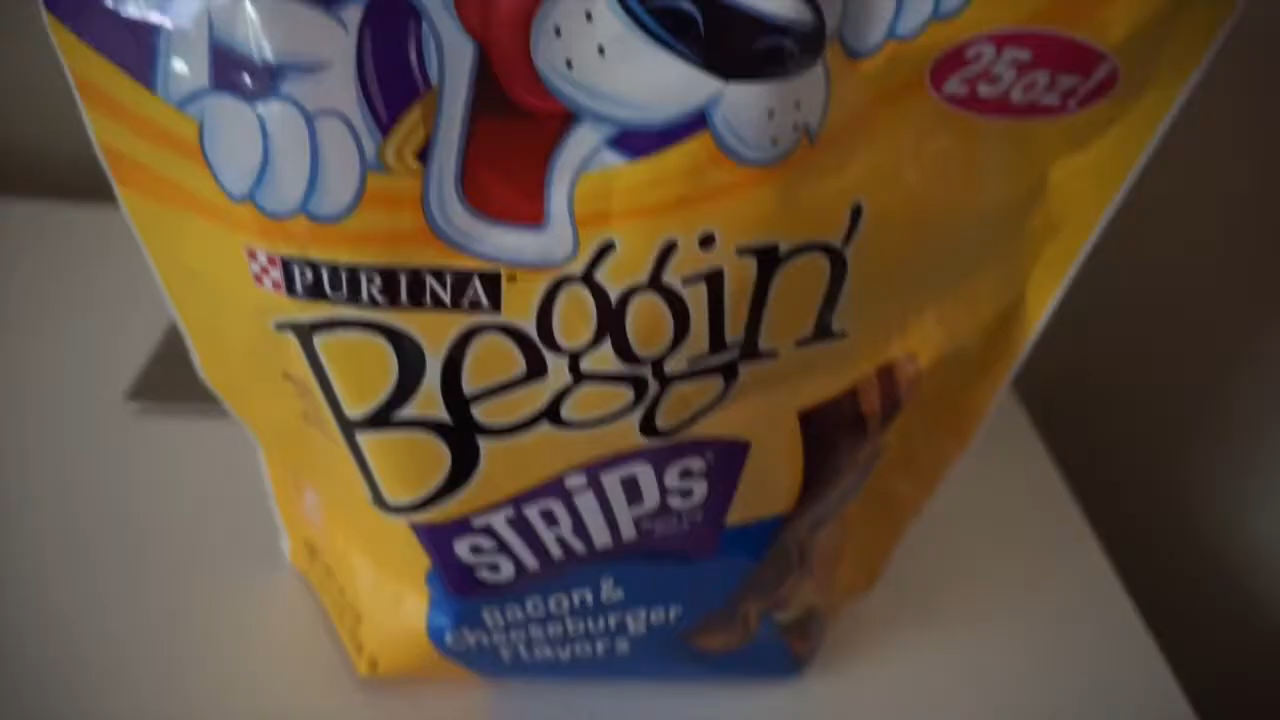 25oz!
PURINA
Beggin'
STRiPS
Bacon &
Cheeseburger
Flavors